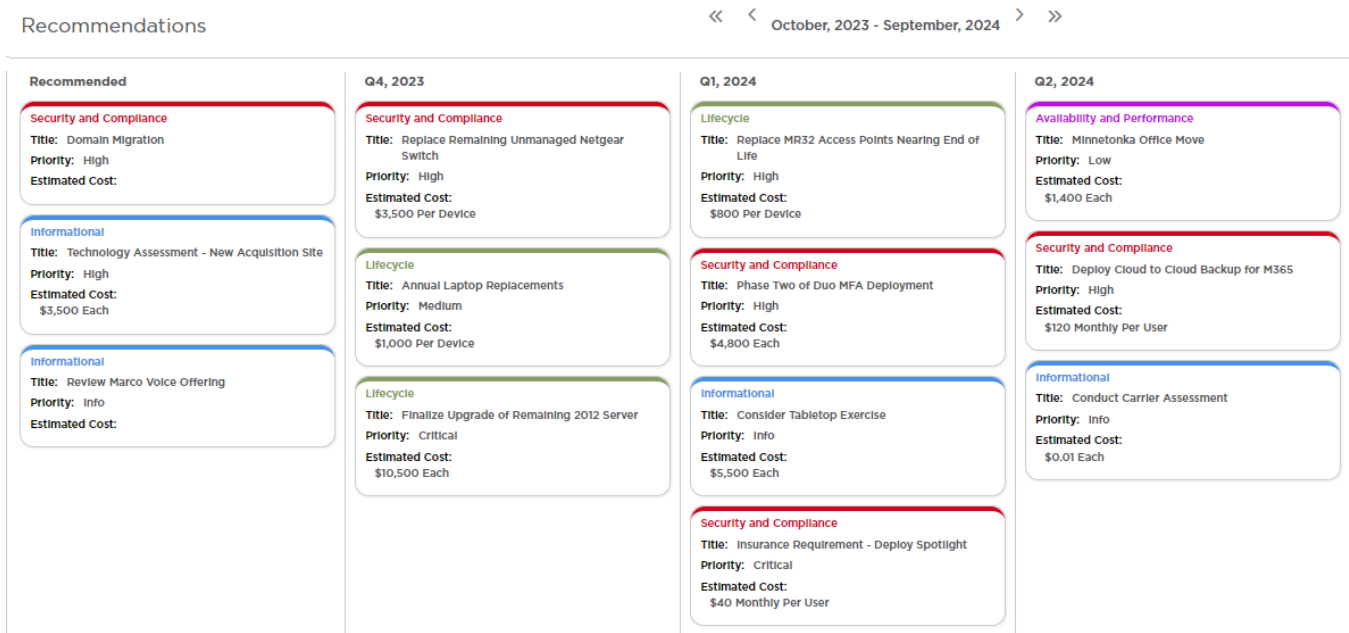 Recommendations
October, 2023 - September, 2024
Recommended
Security and Compliance
Title: Domain Migration
Priority: High
Estimated Cost:
Informational
Title: Technology Assessment - New Acquisition Site
Priority: High
Estimated Cost:
$3,500 Each
Informational
Title: Review Marco Voice Offering
Priority: Info
Estimated Cost:
Q4, 2023
Security and Compliance
Title: Replace Remaining Unmanaged Netgear
Switch
Priority: High
Estimated Cost:
$3,500 Per Device
Lifecycle
Title: Annual Laptop Replacements
Priority: Medium
Estimated Cost:
$1,000 Per Device
Lifecycle
Title: Finalize Upgrade of Remaining 2012 Server
Priority: Critical
Estimated Cost:
$10,500 Each
Q1, 2024
Lifecycle
Title: Replace MR32 Access Points Nearing End of
Life
Priority: High
Estimated Cost:
$800 Per Device
Security and Compliance
Title: Phase Two of Duo MFA Deployment
Priority: High
Estimated Cost:
$4,800 Each
Informational
Title: Consider Tabletop Exercise
Priority: Info
Estimated Cost:
$5,500 Each
Security and Compliance
Title: Insurance Requirement - Deploy Spotlight
Priority: Critical
Estimated Cost:
$40 Monthly Per User
Q2, 2024
Availability and Performance
Title: Minnetonka Office Move
Priority: Low
Estimated Cost:
$1,400 Each
Security and Compliance
Title: Deploy Cloud to Cloud Backup for M365
Priority: High
Estimated Cost:
$120 Monthly Per User
Informational
Title: Conduct Carrier Assessment
Priority: Info
Estimated Cost:
$0.01 Each